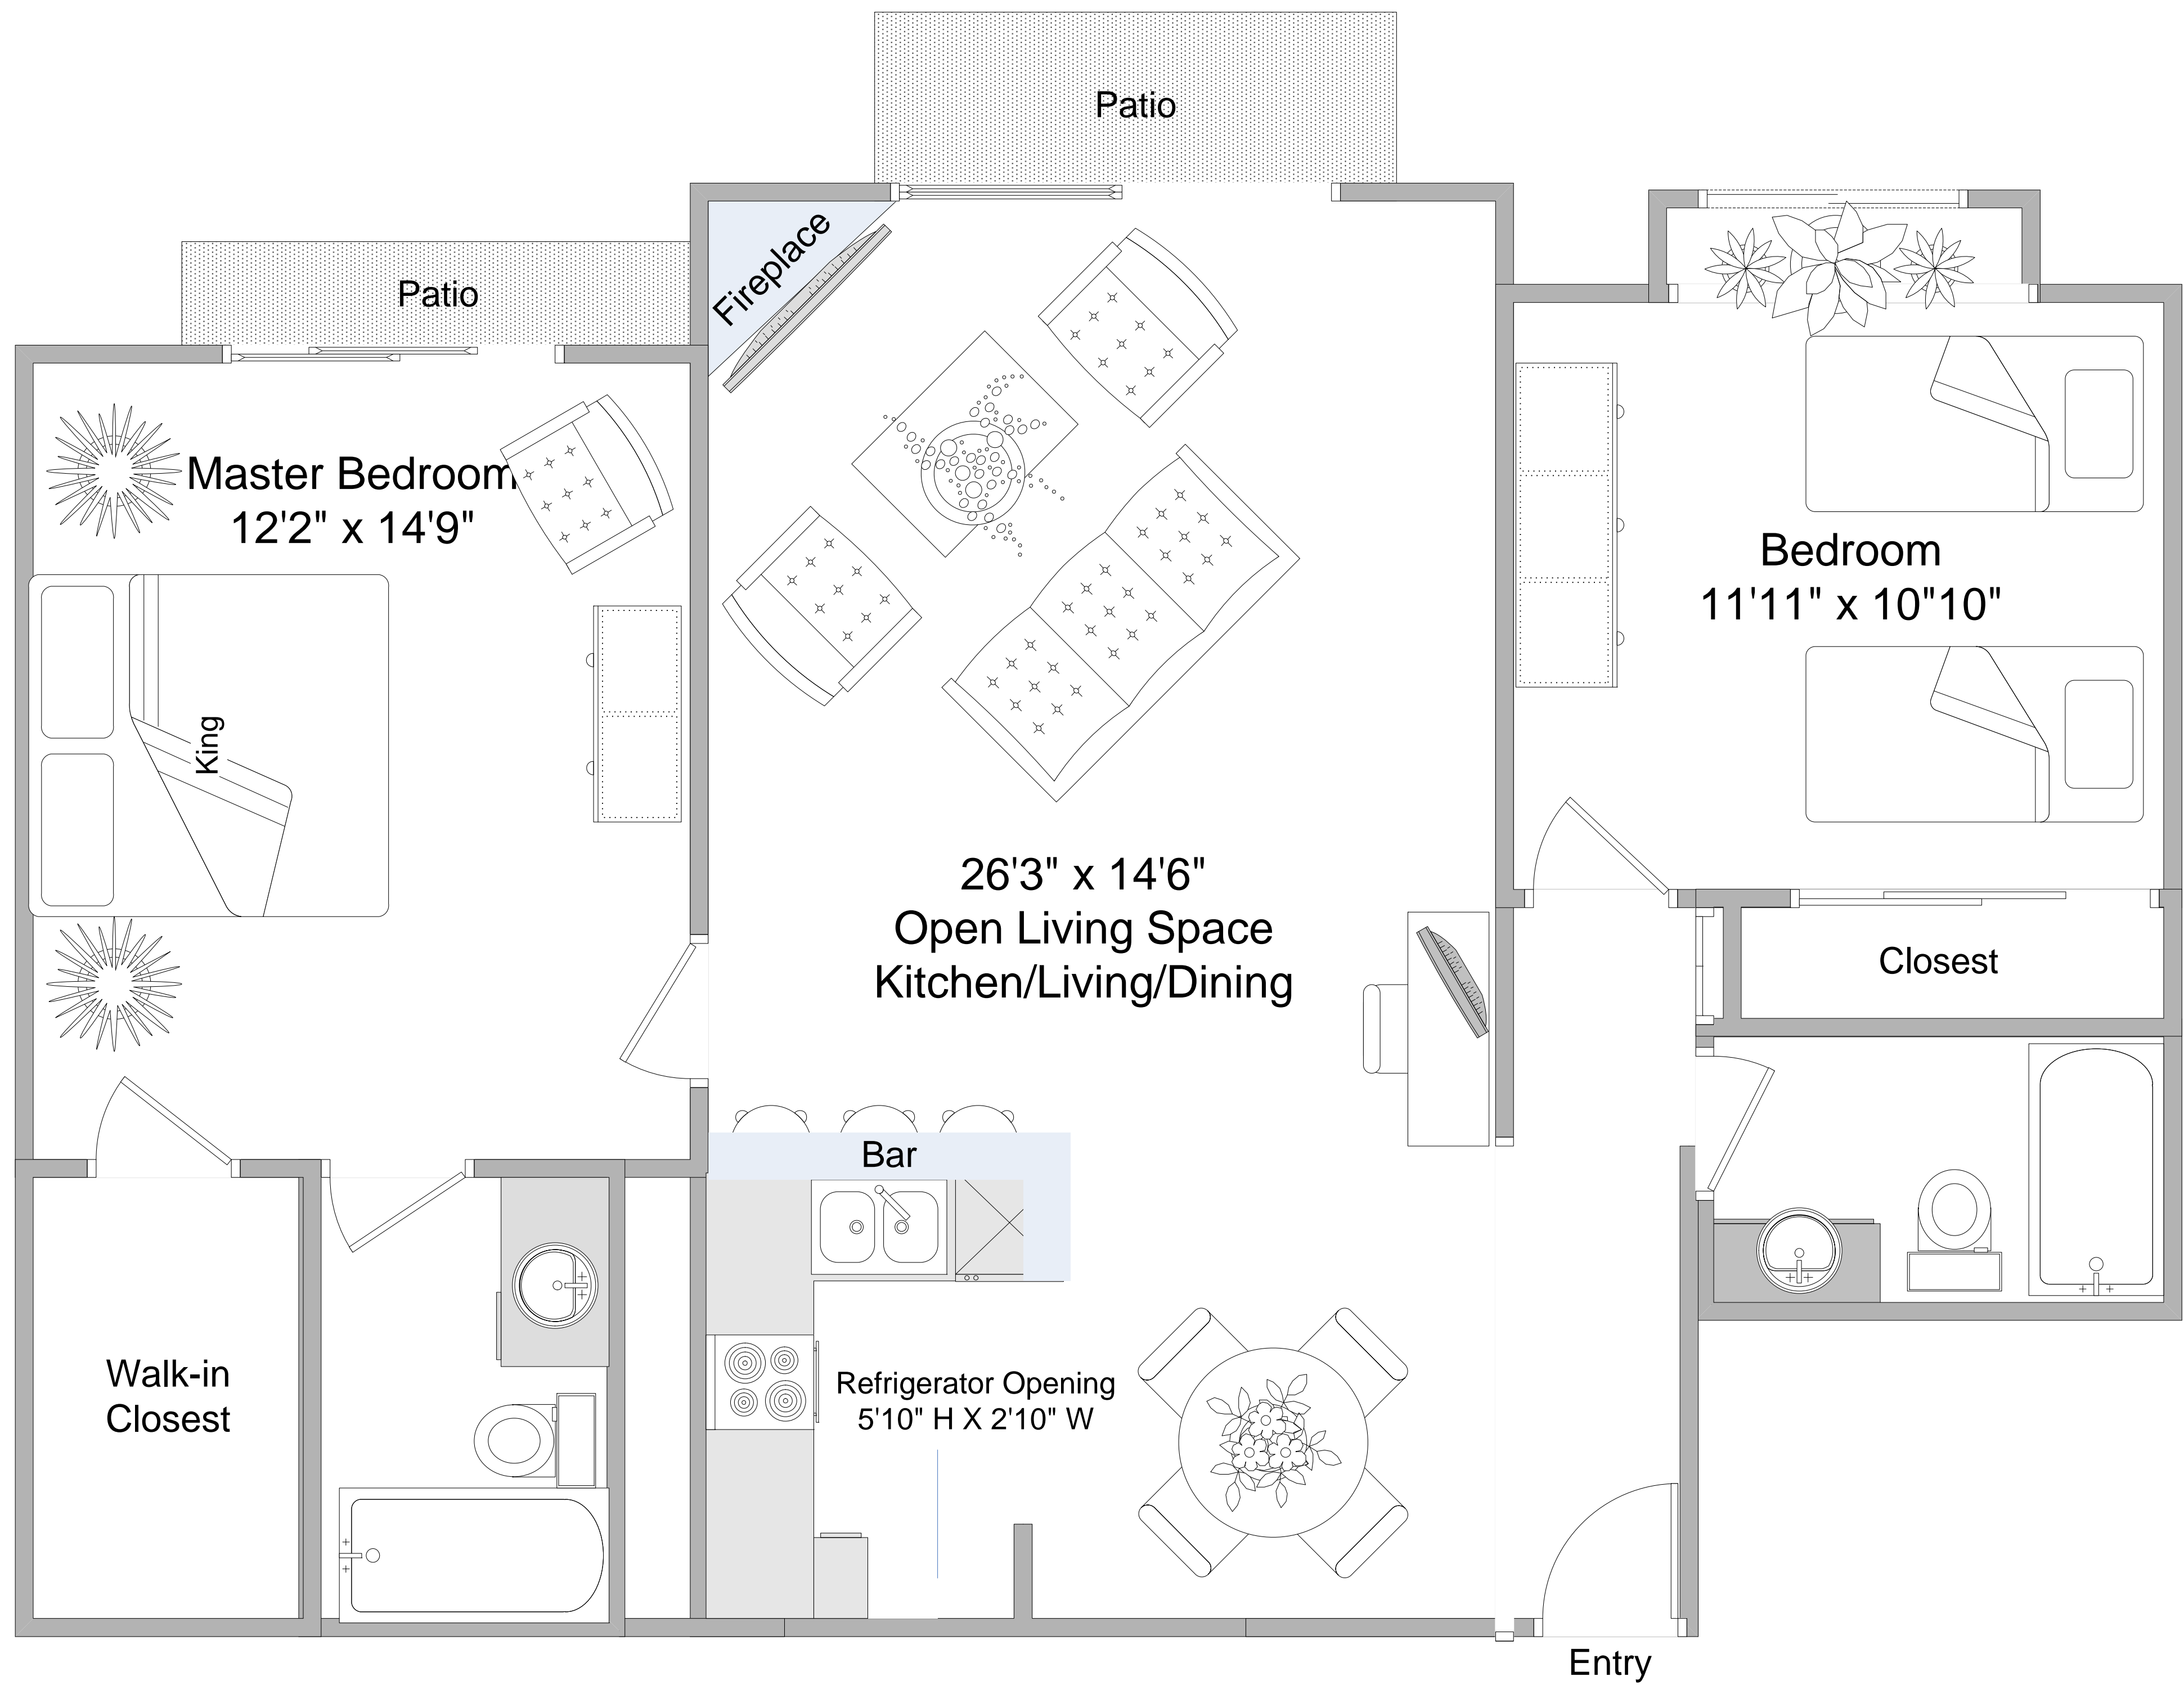 Patio
Patio
Fireplace
Master Bedroom
12'2" x 14'9"
Bedroom
11'11" x 10"10"
King
26'3" x 14'6"
Open Living Space
Kitchen/Living/Dining
Closest
Bar
Walk-in
Closest
Refrigerator Opening
5'10" H X 2'10" W
Entry